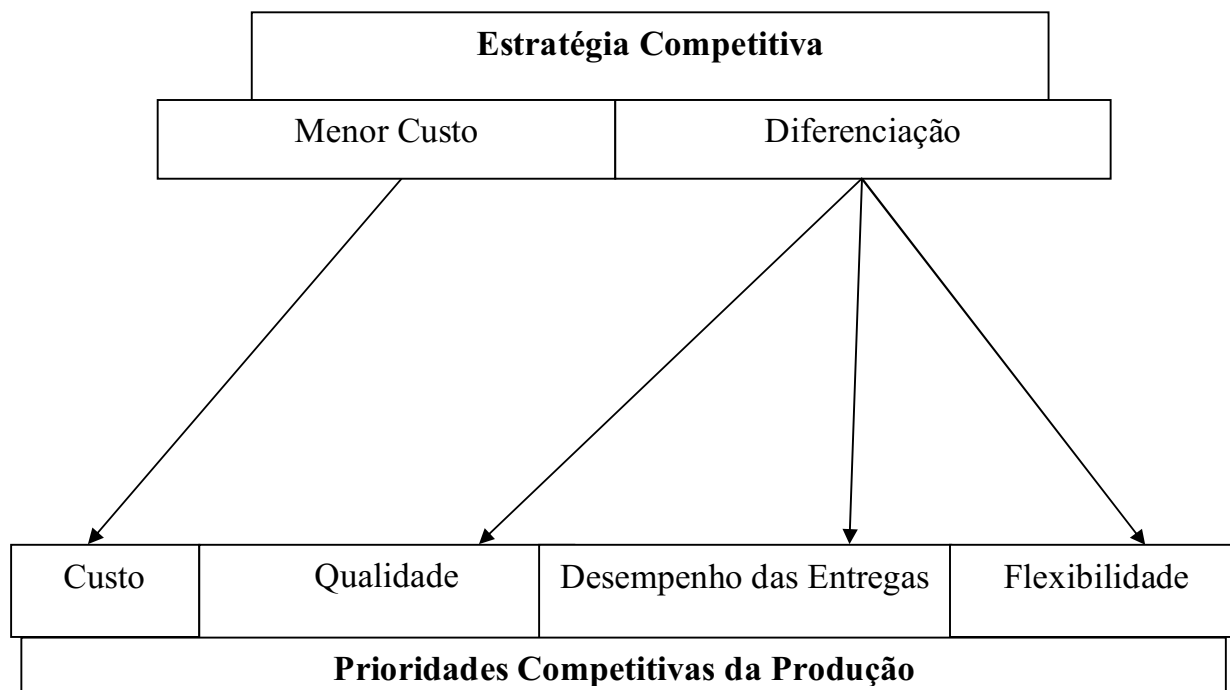 Estratégia Competitiva
Menor Custo
Diferenciação
Custo
Qualidade
Desempenho das Entregas
Flexibilidade
Prioridades Competitivas da Produção